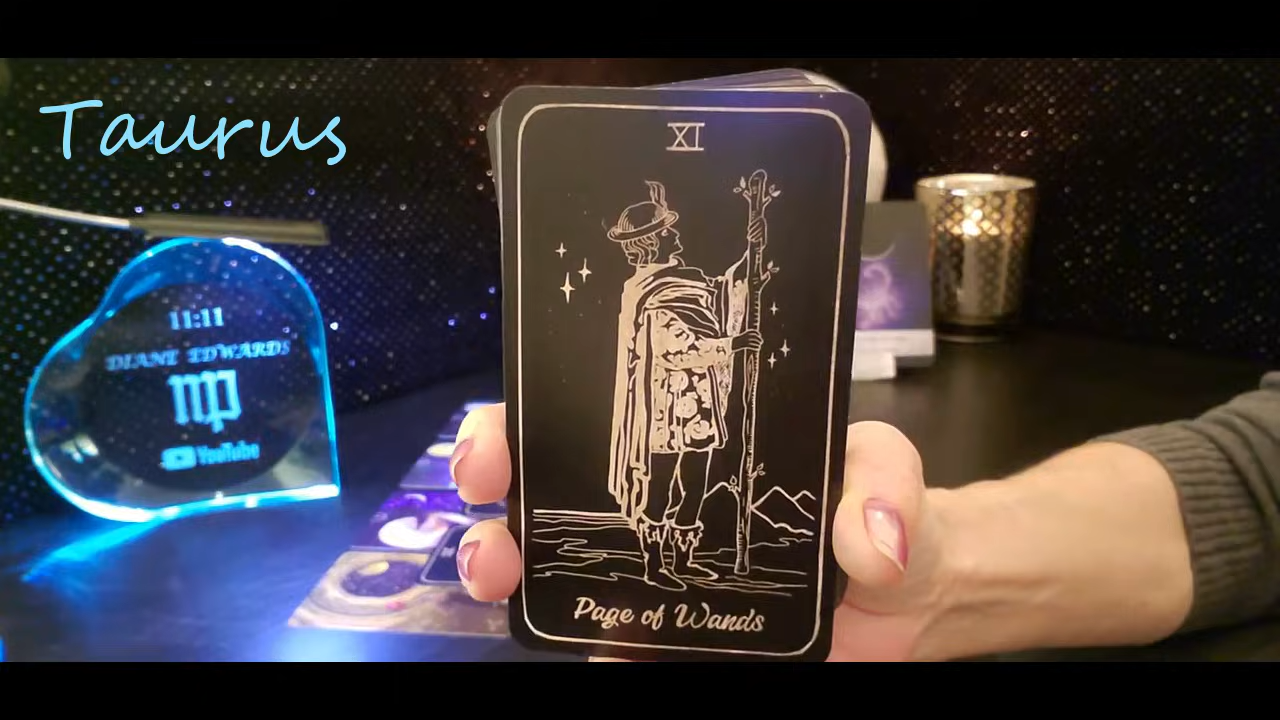 Taurus
XI
11:11
DIANE EDWARDS
YouTube
Page of Wands